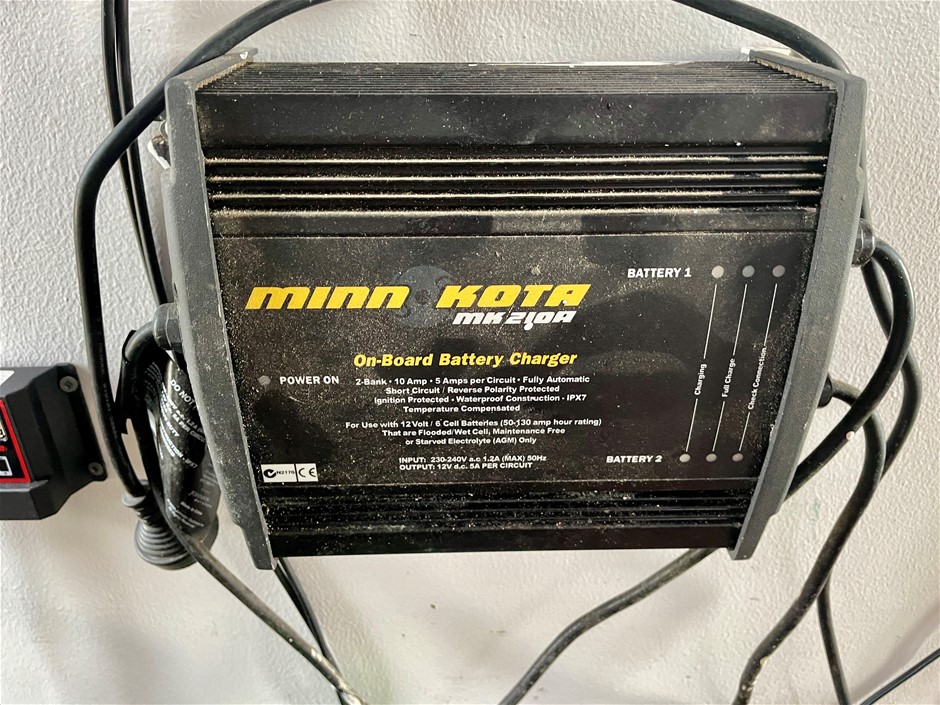 MINN KOTA
MK210A
On-Board Battery Charger
POWER ON
2-Bank • 10 Amp • 5 Amps per Circuit • Fully Automatic
Short Circuit / Reverse Polarity Protected
Ignition Protected • Waterproof Construction • IPX7
Temperature Compensated
For Use with 12 Volt / 6 Cell Batteries (50-130 amp hour rating)
That are Flooded/Wet Cell, Maintenance Free
or Starved Electrolyte (AGM) Only
INPUT: 230-240V a.c 1.2A (MAX) 50Hz
OUTPUT: 12V d.c. 5A PER CIRCUIT
N2176 CE
BATTERY 1
Charging
Full Charge
Check Connection
BATTERY 2
DO NOT